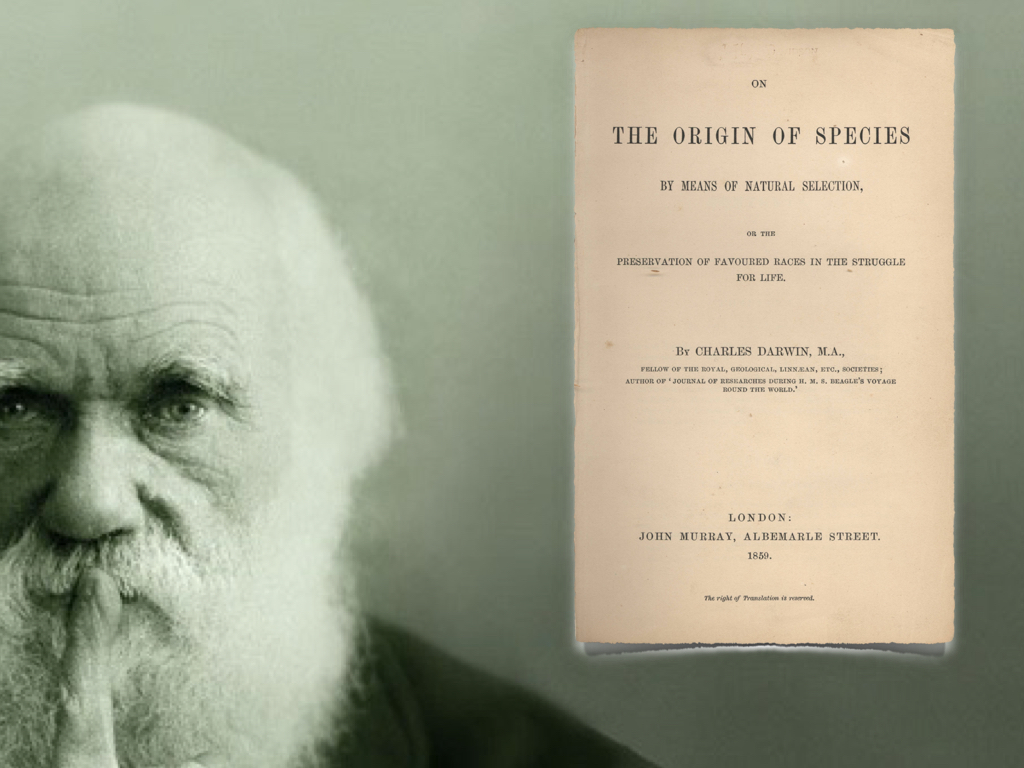 ON
THE ORIGIN OF SPECIES
BY MEANS OF NATURAL SELECTION,
OR THE
PRESERVATION OF FAVOURED RACES IN THE STRUGGLE
FOR LIFE.
By CHARLES DARWIN, M.A.,
FELLOW OF THE ROYAL, GEOLOGICAL, LINNÆAN, ETC., SOCIETIES;
AUTHOR OF 'JOURNAL OF RESEARCHES DURING H. M. S. BEAGLE'S VOYAGE
ROUND THE WORLD.'
LONDON:
JOHN MURRAY, ALBEMARLE STREET.
1859.
The right of Translation is reserved.